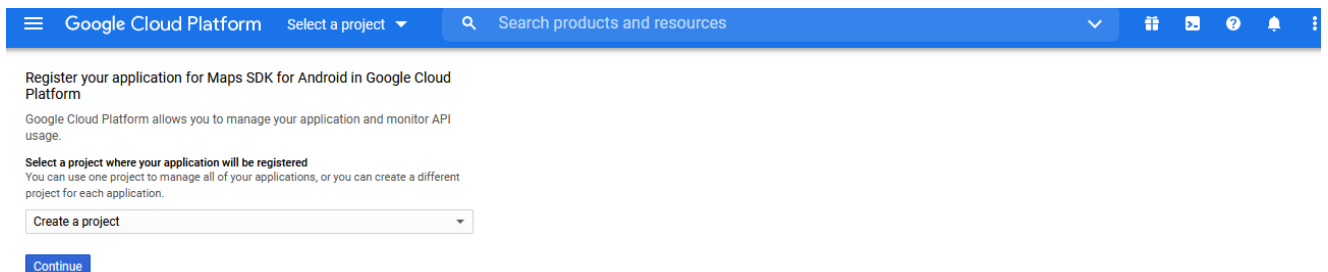 Google Cloud Platform Select a project Search products and resources
Register your application for Maps SDK for Android in Google Cloud
Platform
Google Cloud Platform allows you to manage your application and monitor API
usage.
Select a project where your application will be registered
You can use one project to manage all of your applications, or you can create a different
project for each application.
Create a project
Continue